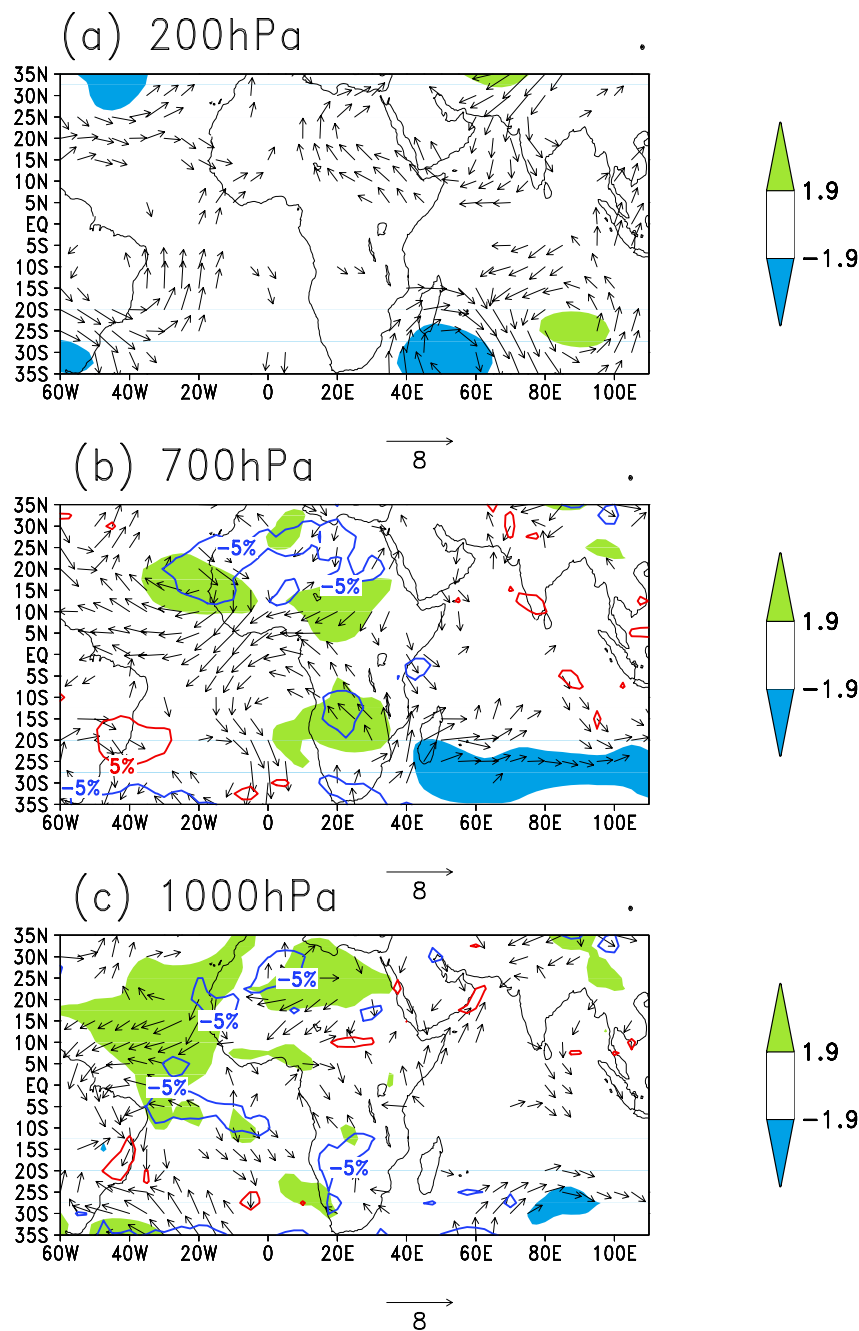 (a) 200hPa
35N
30N
25N
20N
15N
10N
5N
EQ
5S
10S
15S
20S
25S
30S
35S
60W 40W 20W 0 20E 40E 60E 80E 100E
1.9
−1.9
8
(b) 700hPa
35N
30N
25N
20N
15N
10N
5N
EQ
5S
10S
15S
20S
25S
30S
35S
−5%
−5%
5%
−5%
60W 40W 20W 0 20E 40E 60E 80E 100E
1.9
−1.9
8
(c) 1000hPa
35N
30N
25N
20N
15N
10N
5N
EQ
5S
10S
15S
20S
25S
30S
35S
−5%
−5%
−5%
−5%
60W 40W 20W 0 20E 40E 60E 80E 100E
1.9
−1.9
8